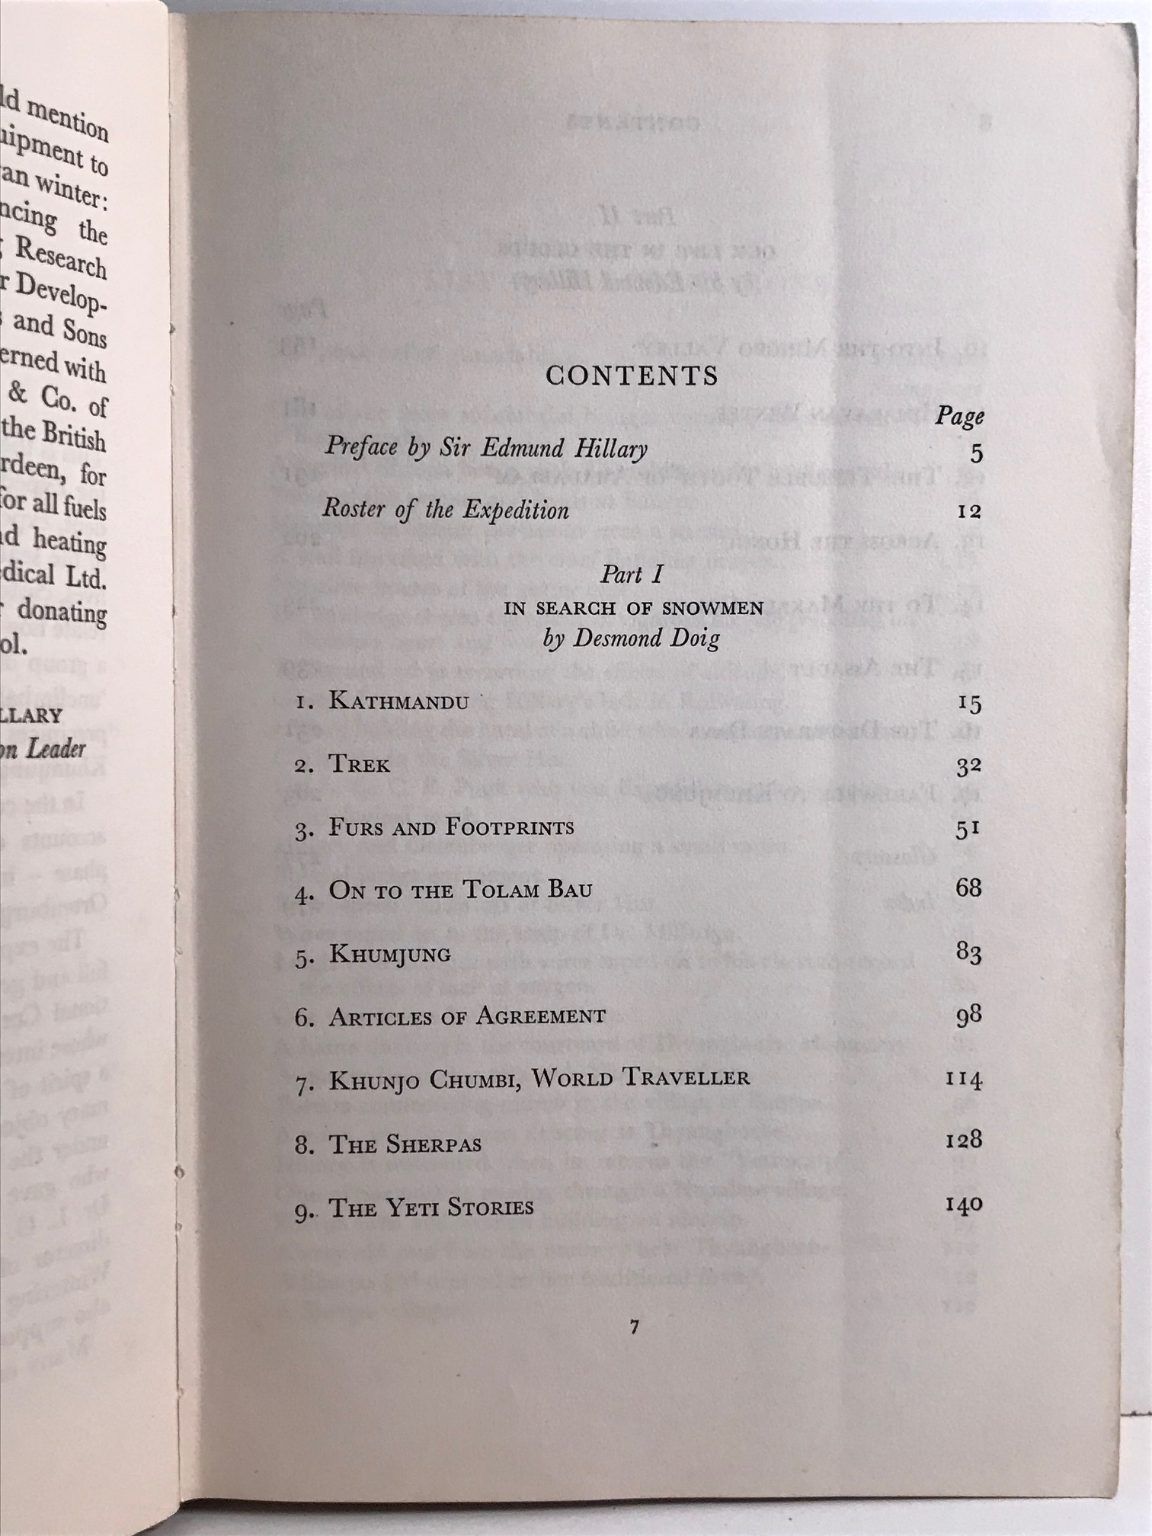 ld mention
uipment to
an winter:
ncing the
Research
r Develop-
and Sons
erned with
& Co. of
the British
rdeen, for
for all fuels
d heating
dical Ltd.
r donating
ol.
LLARY
on Leader
CONTENTS
Page
Preface by Sir Edmund Hillary 5
Roster of the Expedition 12
Part I
IN SEARCH OF SNOWMEN
by Desmond Doig
1. KATHMANDU 15
2. TREK 32
3. FURS AND FOOTPRINTS 51
4. ON TO THE TOLAM BAU 68
5. KHUMJUNG 83
6. ARTICLES OF AGREEMENT 98
7. KHUNJO CHUMBI, WORLD TRAVELLER 114
8. THE SHERPAS 128
9. THE YETI STORIES 140
7